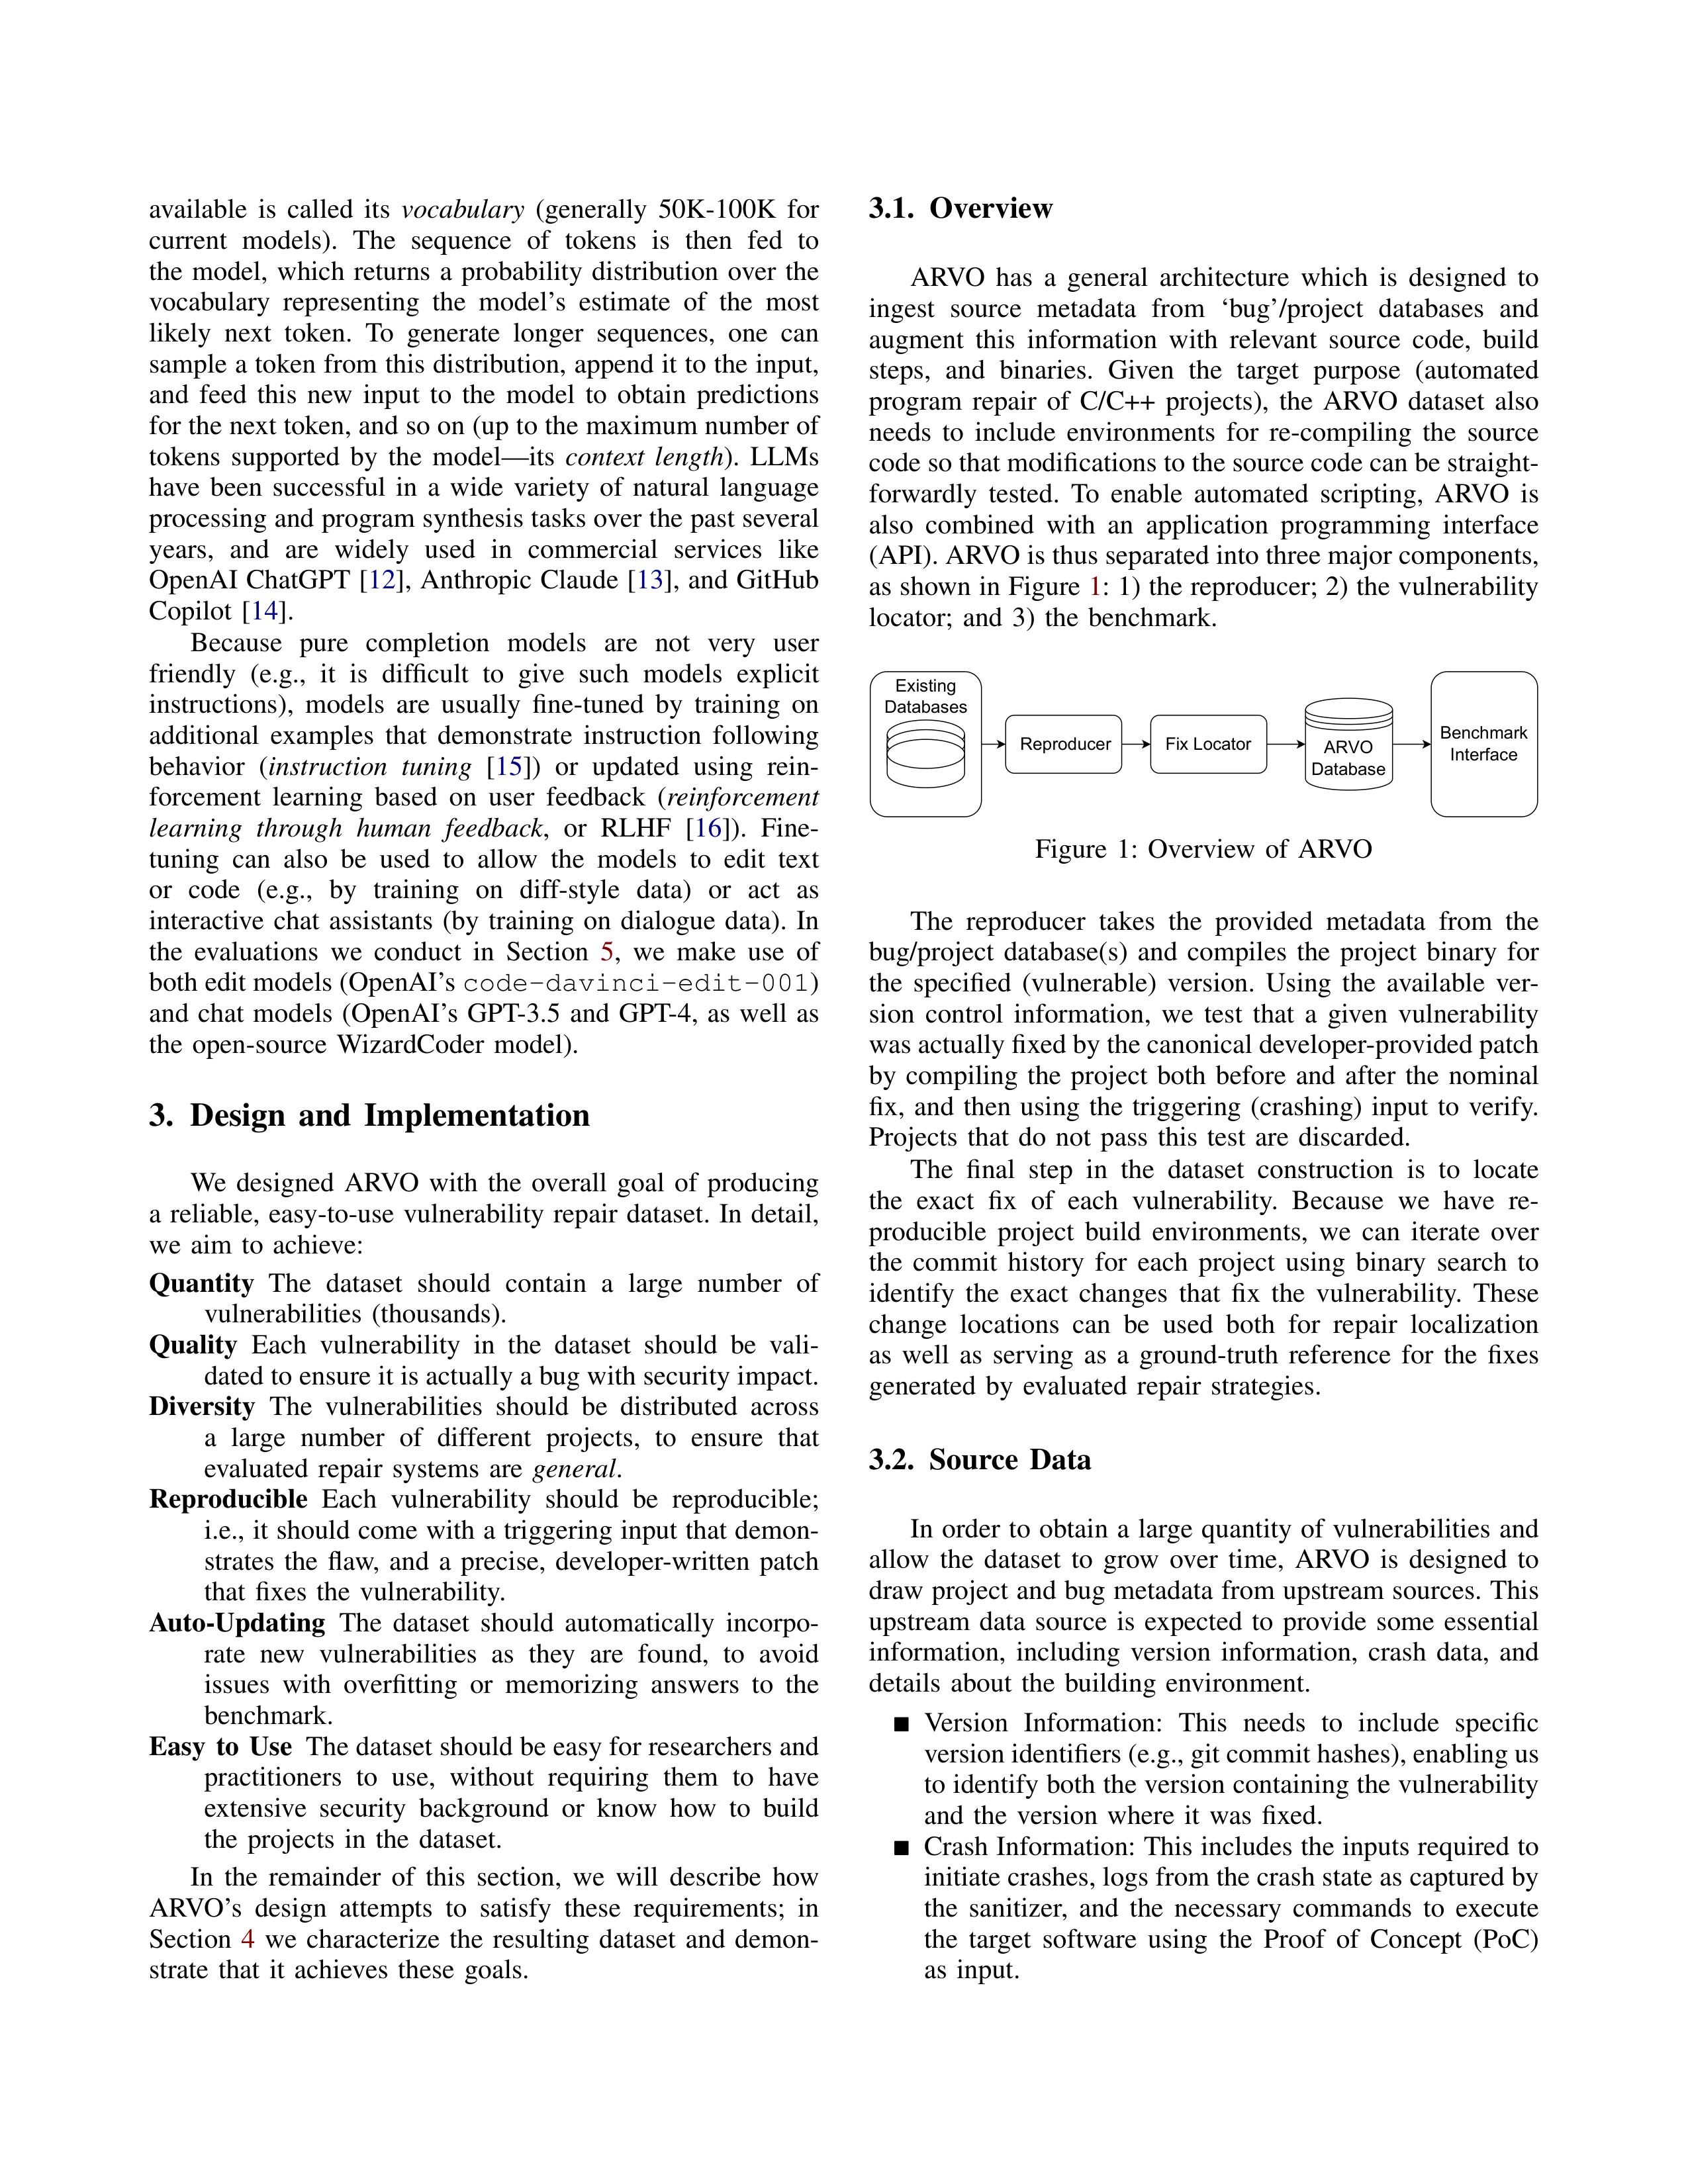 available is called its vocabulary (generally 50K-100K for
current models). The sequence of tokens is then fed to
the model, which returns a probability distribution over the
vocabulary representing the model's estimate of the most
likely next token. To generate longer sequences, one can
sample a token from this distribution, append it to the input,
and feed this new input to the model to obtain predictions
for the next token, and so on (up to the maximum number of
tokens supported by the model—its context length). LLMs
have been successful in a wide variety of natural language
processing and program synthesis tasks over the past several
years, and are widely used in commercial services like
OpenAI ChatGPT [12], Anthropic Claude [13], and GitHub
Copilot [14].
Because pure completion models are not very user
friendly (e.g., it is difficult to give such models explicit
instructions), models are usually fine-tuned by training on
additional examples that demonstrate instruction following
behavior (instruction tuning [15]) or updated using rein-
forcement learning based on user feedback (reinforcement
learning through human feedback, or RLHF [16]). Fine-
tuning can also be used to allow the models to edit text
or code (e.g., by training on diff-style data) or act as
interactive chat assistants (by training on dialogue data). In
the evaluations we conduct in Section 5, we make use of
both edit models (OpenAI's code-davinci-edit-001)
and chat models (OpenAI's GPT-3.5 and GPT-4, as well as
the open-source WizardCoder model).
3. Design and Implementation
We designed ARVO with the overall goal of producing
a reliable, easy-to-use vulnerability repair dataset. In detail,
we aim to achieve:
Quantity The dataset should contain a large number of
vulnerabilities (thousands).
Quality Each vulnerability in the dataset should be vali-
dated to ensure it is actually a bug with security impact.
Diversity The vulnerabilities should be distributed across
a large number of different projects, to ensure that
evaluated repair systems are general.
Reproducible Each vulnerability should be reproducible;
i.e., it should come with a triggering input that demon-
strates the flaw, and a precise, developer-written patch
that fixes the vulnerability.
Auto-Updating The dataset should automatically incorpo-
rate new vulnerabilities as they are found, to avoid
issues with overfitting or memorizing answers to the
benchmark.
Easy to Use The dataset should be easy for researchers and
practitioners to use, without requiring them to have
extensive security background or know how to build
the projects in the dataset.
In the remainder of this section, we will describe how
ARVO's design attempts to satisfy these requirements; in
Section 4 we characterize the resulting dataset and demon-
strate that it achieves these goals.
3.1. Overview
ARVO has a general architecture which is designed to
ingest source metadata from ‘bug’/project databases and
augment this information with relevant source code, build
steps, and binaries. Given the target purpose (automated
program repair of C/C++ projects), the ARVO dataset also
needs to include environments for re-compiling the source
code so that modifications to the source code can be straight-
forwardly tested. To enable automated scripting, ARVO is
also combined with an application programming interface
(API). ARVO is thus separated into three major components,
as shown in Figure 1: 1) the reproducer; 2) the vulnerability
locator; and 3) the benchmark.
Existing
Databases
Reproducer
Fix Locator
ARVO
Database
Benchmark
Interface
Figure 1: Overview of ARVO
The reproducer takes the provided metadata from the
bug/project database(s) and compiles the project binary for
the specified (vulnerable) version. Using the available ver-
sion control information, we test that a given vulnerability
was actually fixed by the canonical developer-provided patch
by compiling the project both before and after the nominal
fix, and then using the triggering (crashing) input to verify.
Projects that do not pass this test are discarded.
The final step in the dataset construction is to locate
the exact fix of each vulnerability. Because we have re-
producible project build environments, we can iterate over
the commit history for each project using binary search to
identify the exact changes that fix the vulnerability. These
change locations can be used both for repair localization
as well as serving as a ground-truth reference for the fixes
generated by evaluated repair strategies.
3.2. Source Data
In order to obtain a large quantity of vulnerabilities and
allow the dataset to grow over time, ARVO is designed to
draw project and bug metadata from upstream sources. This
upstream data source is expected to provide some essential
information, including version information, crash data, and
details about the building environment.
■ Version Information: This needs to include specific
version identifiers (e.g., git commit hashes), enabling us
to identify both the version containing the vulnerability
and the version where it was fixed.
■ Crash Information: This includes the inputs required to
initiate crashes, logs from the crash state as captured by
the sanitizer, and the necessary commands to execute
the target software using the Proof of Concept (PoC)
as input.